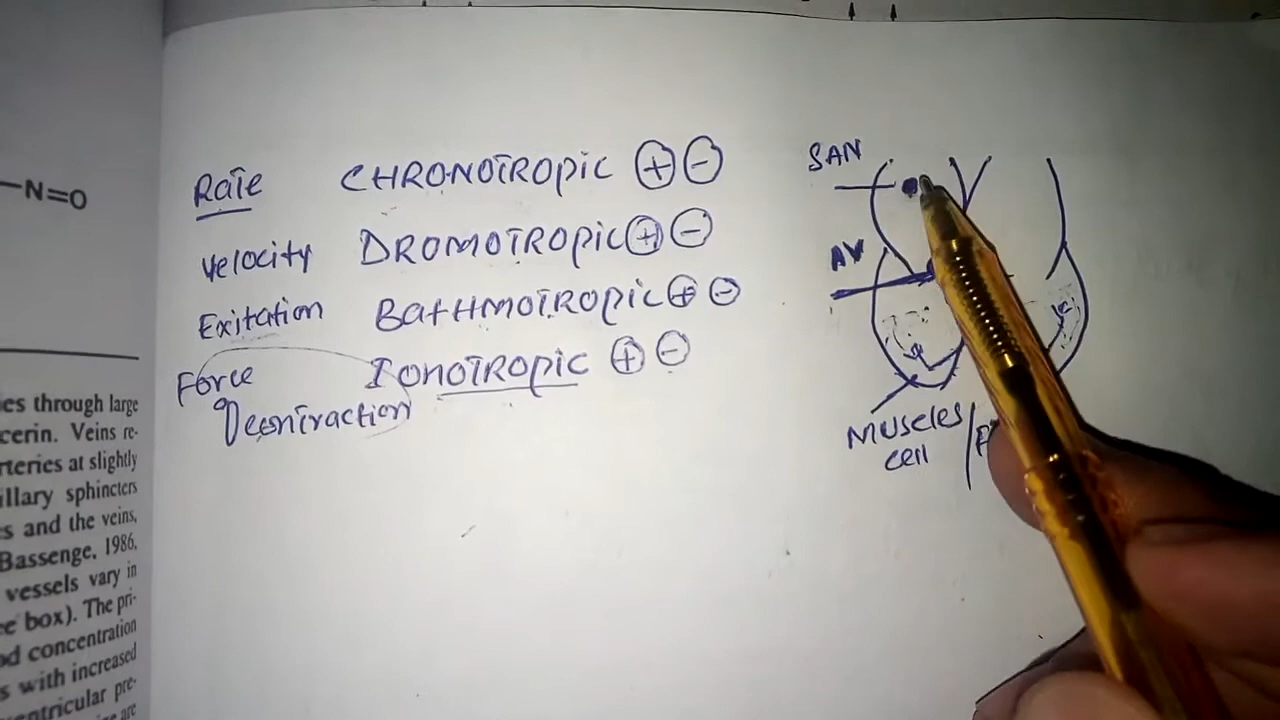 N=O
es through large
cerin. Veins re-
rteries at slightly
illary sphincters
s and the veins,
Bassenge, 1986,
vessels vary in
e box). The pri-
d concentration
s with increased
entricular pre-
are
Rate CHRONOTROPIC + -
Velocity DROMOTROPIC + -
Exitation BATHMOTROPIC + -
Force IONOTROPIC + -
SAN
AV
Muscles
cell